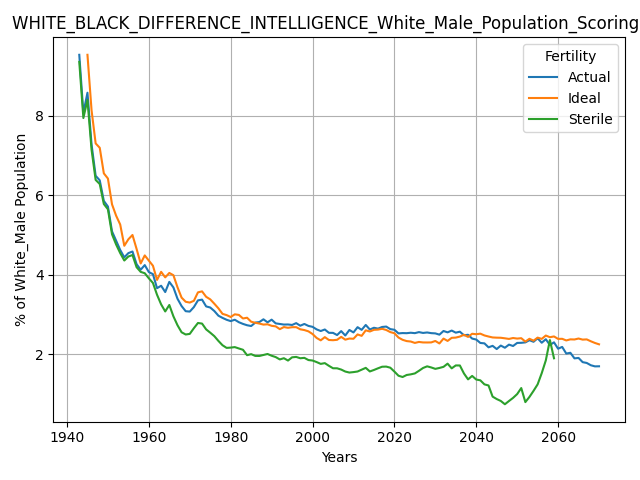 WHITE_BLACK_DIFFERENCE_INTELLIGENCE_White_Male_Population_Scoring
Fertility
Actual
Ideal
Sterile
% of White_Male Population
8
6
4
2
1940 1960 1980 2000 2020 2040 2060
Years